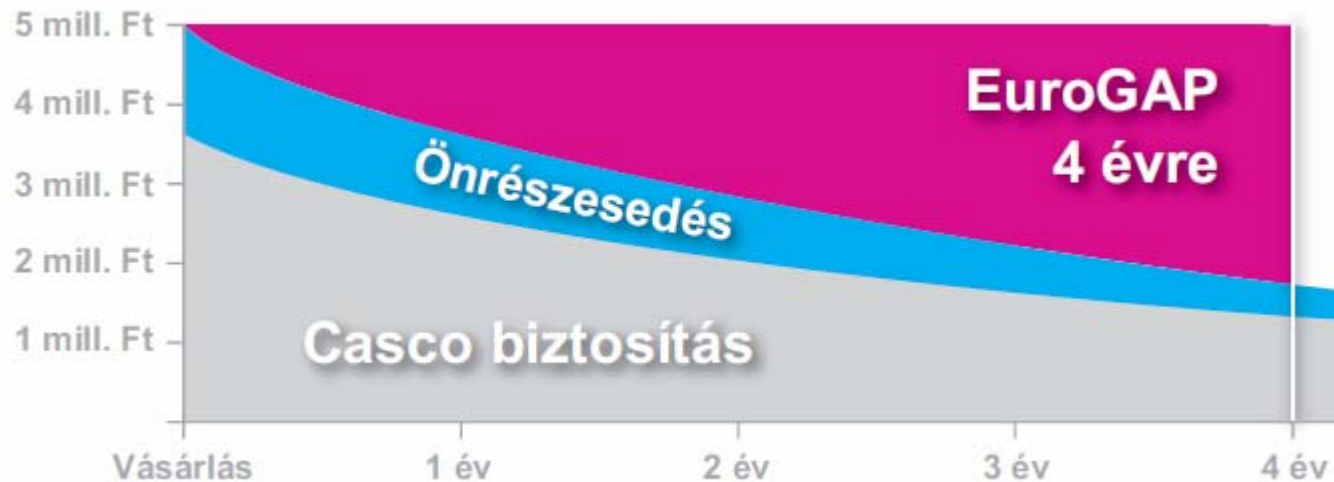 5 mill. Ft
4 mill. Ft
3 mill. Ft
2 mill. Ft
1 mill. Ft
EuroGAP
4 évre
Önrészesedés
Casco biztosítás
Vásárlás
1 év
2 év
3 év
4 év